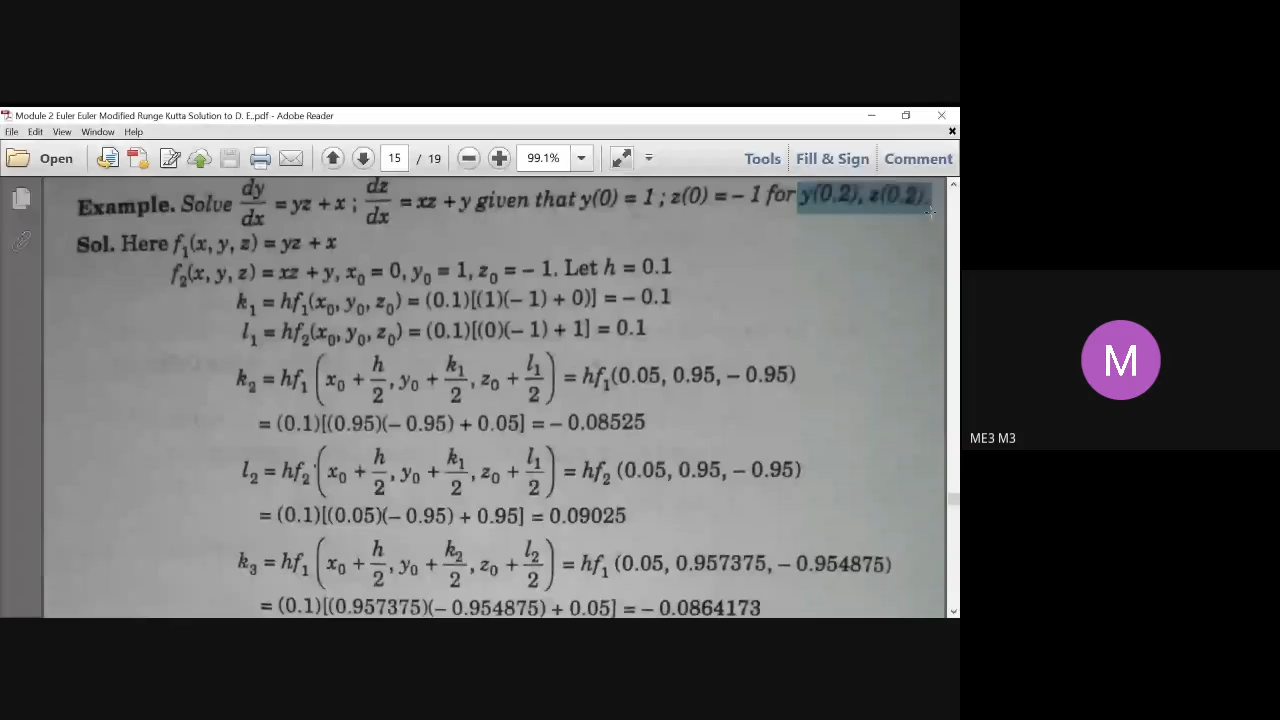 Module 2 Euler Euler Modified Runge Kutta Solution to D. E..pdf - Adobe Reader
File Edit View Window Help
Open 15 / 19 99.1% Tools Fill & Sign Comment
Example. Solve dy/dx = yz + x ; dz/dx = xz + y given that y(0) = 1 ; z(0) = – 1 for y(0.2), z(0.2).
Sol. Here f₁(x, y, z) = yz + x
f₂(x, y, z) = xz + y, x₀ = 0, y₀ = 1, z₀ = – 1. Let h = 0.1
k₁ = hf₁(x₀, y₀, z₀) = (0.1)[(1)(– 1) + 0)] = – 0.1
l₁ = hf₂(x₀, y₀, z₀) = (0.1)[(0)(– 1) + 1] = 0.1
k₂ = hf₁ (x₀ + h/2, y₀ + k₁/2, z₀ + l₁/2) = hf₁(0.05, 0.95, – 0.95)
= (0.1)[(0.95)(– 0.95) + 0.05] = – 0.08525
l₂ = hf₂ (x₀ + h/2, y₀ + k₁/2, z₀ + l₁/2) = hf₂ (0.05, 0.95, – 0.95)
= (0.1)[(0.05)(– 0.95) + 0.95] = 0.09025
k₃ = hf₁ (x₀ + h/2, y₀ + k₂/2, z₀ + l₂/2) = hf₁ (0.05, 0.957375, – 0.954875)
= (0.1)[(0.957375)(– 0.954875) + 0.05] = – 0.0864173
M
ME3 M3